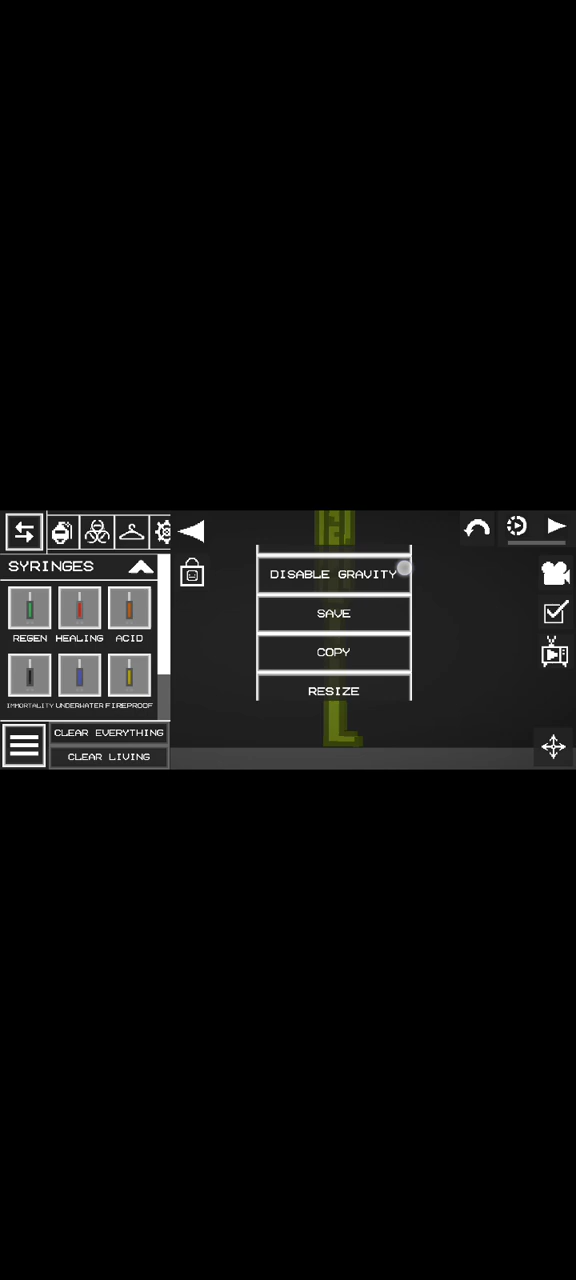 SYRINGES
REGEN HEALING ACID
IMMORTALITY UNDERWATER FIREPROOF
CLEAR EVERYTHING
CLEAR LIVING
DISABLE GRAVITY
SAVE
COPY
RESIZE